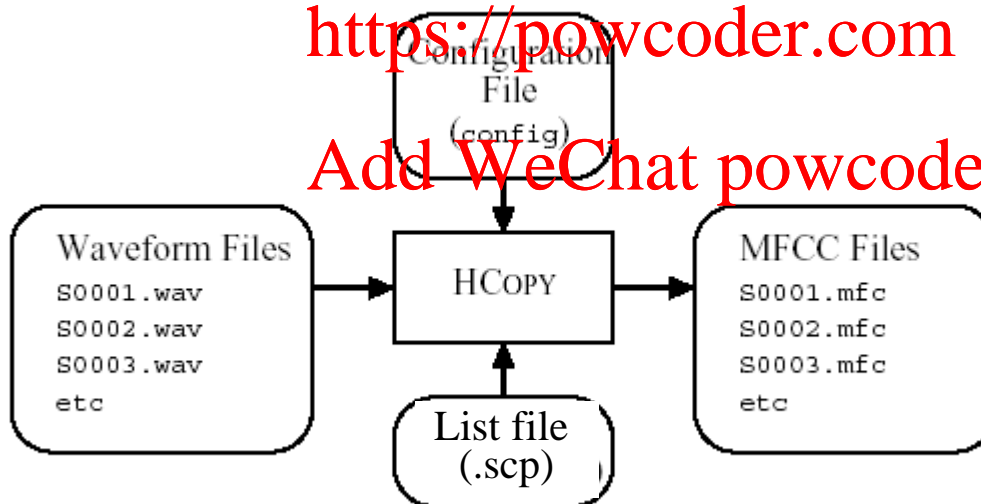 https://powcoder.com
Configuration
File
(config)
Add WeChat powcode
Waveform Files
S0001.wav
S0002.wav
S0003.wav
etc
HCOPY
MFCC Files
S0001.mfc
S0002.mfc
S0003.mfc
etc
List file
(.scp)